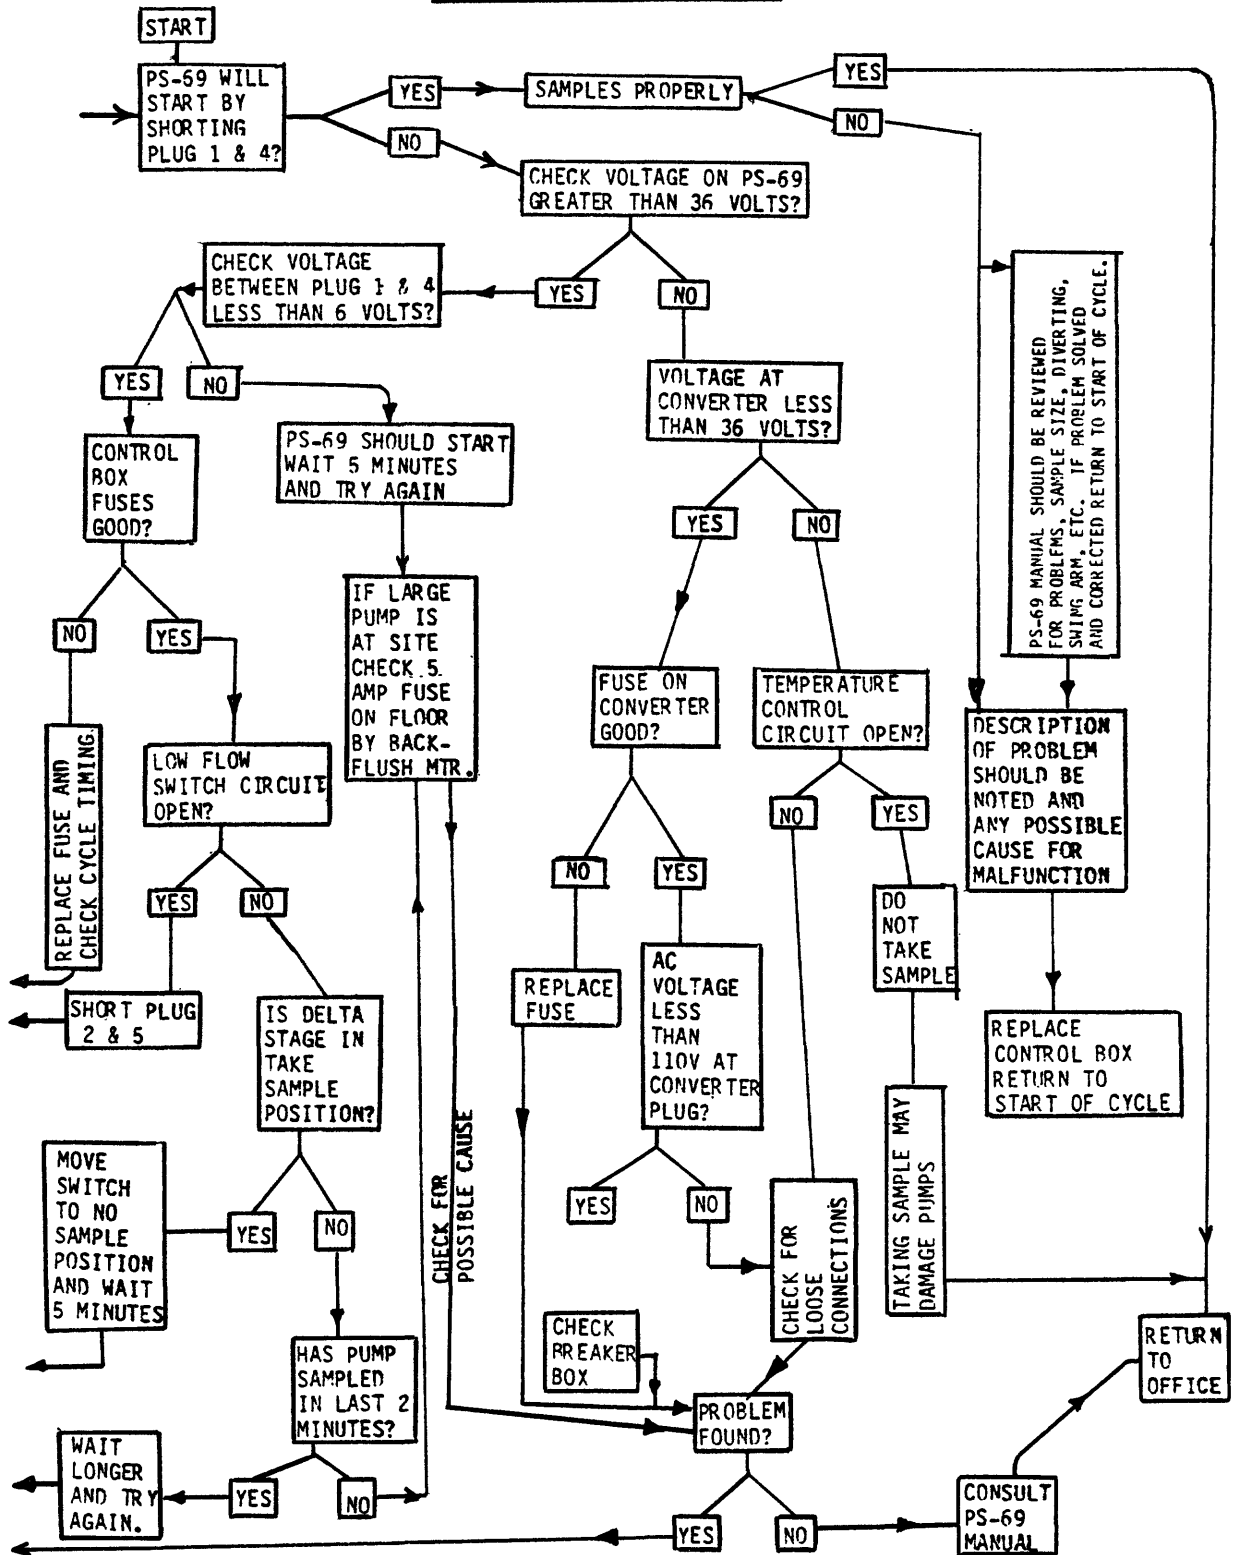 START
PS-69 WILL
START BY
SHORTING
PLUG 1 & 4?
YES
NO
SAMPLES PROPERLY
YES
NO
CHECK VOLTAGE ON PS-69
GREATER THAN 36 VOLTS?
YES
NO
CHECK VOLTAGE
BETWEEN PLUG 1 & 4
LESS THAN 6 VOLTS?
YES
NO
CONTROL
BOX
FUSES
GOOD?
NO
YES
REPLACE FUSE AND
CHECK CYCLE TIMING.
PS-69 SHOULD START
WAIT 5 MINUTES
AND TRY AGAIN
IF LARGE
PUMP IS
AT SITE
CHECK 5
AMP FUSE
ON FLOOR
BY BACK-
FLUSH MTR.
LOW FLOW
SWITCH CIRCUIT
OPEN?
YES
NO
SHORT PLUG
2 & 5
IS DELTA
STAGE IN
TAKE
SAMPLE
POSITION?
YES
NO
MOVE
SWITCH
TO NO
SAMPLE
POSITION
AND WAIT
5 MINUTES
HAS PUMP
SAMPLED
IN LAST 2
MINUTES?
YES
NO
WAIT
LONGER
AND TRY
AGAIN.
CHECK FOR
POSSIBLE CAUSE
VOLTAGE AT
CONVERTER LESS
THAN 36 VOLTS?
YES
NO
FUSE ON
CONVERTER
GOOD?
NO
YES
REPLACE
FUSE
AC
VOLTAGE
LESS
THAN
110V AT
CONVERTER
PLUG?
YES
NO
TEMPERATURE
CONTROL
CIRCUIT OPEN?
NO
YES
DO
NOT
TAKE
SAMPLE
TAKING SAMPLE MAY
DAMAGE PUMPS
CHECK FOR
LOOSE
CONNECTIONS
CHECK
BREAKER
BOX
PROBLEM
FOUND?
YES
NO
CONSULT
PS-69
MANUAL
RETURN
TO
OFFICE
PS-69 MANUAL SHOULD BE REVIEWED
FOR PROBLEMS, SAMPLE SIZE, DIVERTING,
SWING ARM, ETC. IF PROBLEM SOLVED
AND CORRECTED RETURN TO START OF CYCLE.
DESCRIPTION
OF PROBLEM
SHOULD BE
NOTED AND
ANY POSSIBLE
CAUSE FOR
MALFUNCTION
REPLACE
CONTROL BOX
RETURN TO
START OF CYCLE